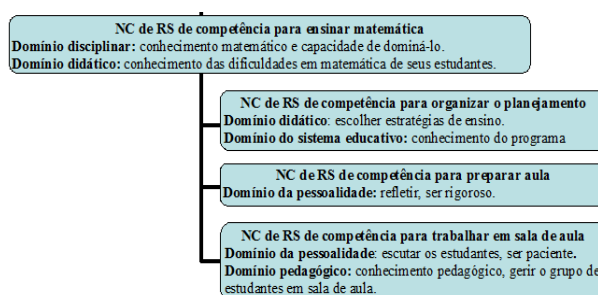 NC de RS de competência para ensinar matemática
Domínio disciplinar: conhecimento matemático e capacidade de dominá-lo.
Domínio didático: conhecimento das dificuldades em matemática de seus estudantes.
NC de RS de competência para organizar o planejamento
Domínio didático: escolher estratégias de ensino.
Domínio do sistema educativo: conhecimento do programa
NC de RS de competência para preparar aula
Domínio da pessoalidade: refletir, ser rigoroso.
NC de RS de competência para trabalhar em sala de aula
Domínio da pessoalidade: escutar os estudantes, ser paciente.
Domínio pedagógico: conhecimento pedagógico, gerir o grupo de
estudantes em sala de aula.